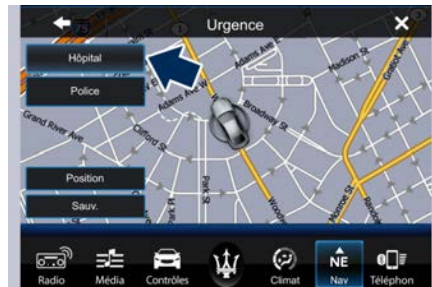 Urgence
75
Hôpital
Police
Position
Sauv.
Adams Ave
Adams Ave W
Madison St
Gratiot Ave
Broadway St
Grand River Ave
Clifford St
Park St
Monroe St
Radio
Média
Contrôles
Climat
NE
Nav
Téléphon